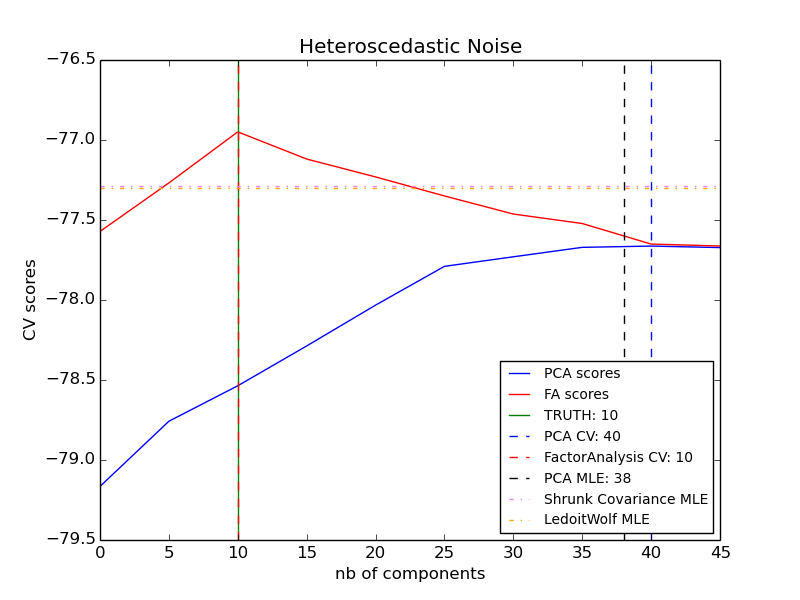 Heteroscedastic Noise
−76.5
−77.0
−77.5
−78.0
−78.5
−79.0
−79.5
CV scores
PCA scores
FA scores
TRUTH: 10
PCA CV: 40
FactorAnalysis CV: 10
PCA MLE: 38
Shrunk Covariance MLE
LedoitWolf MLE
0 5 10 15 20 25 30 35 40 45
nb of components